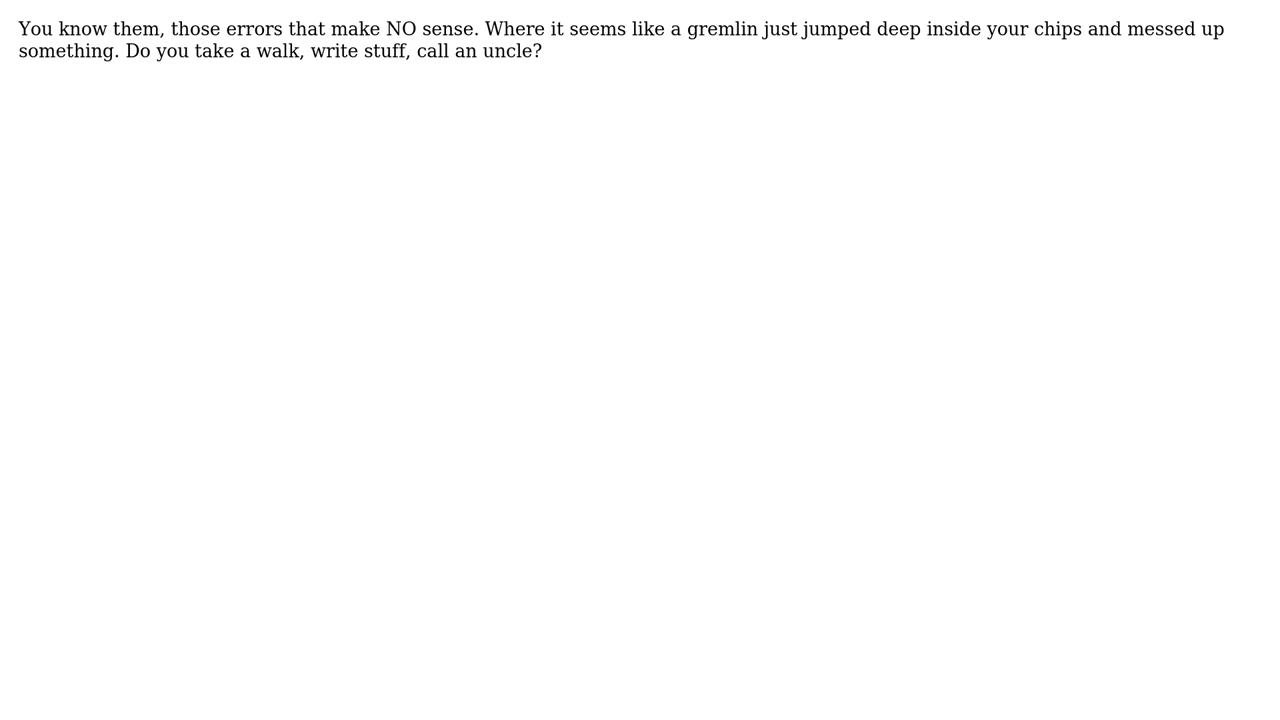 You know them, those errors that make NO sense. Where it seems like a gremlin just jumped deep inside your chips and messed up
something. Do you take a walk, write stuff, call an uncle?